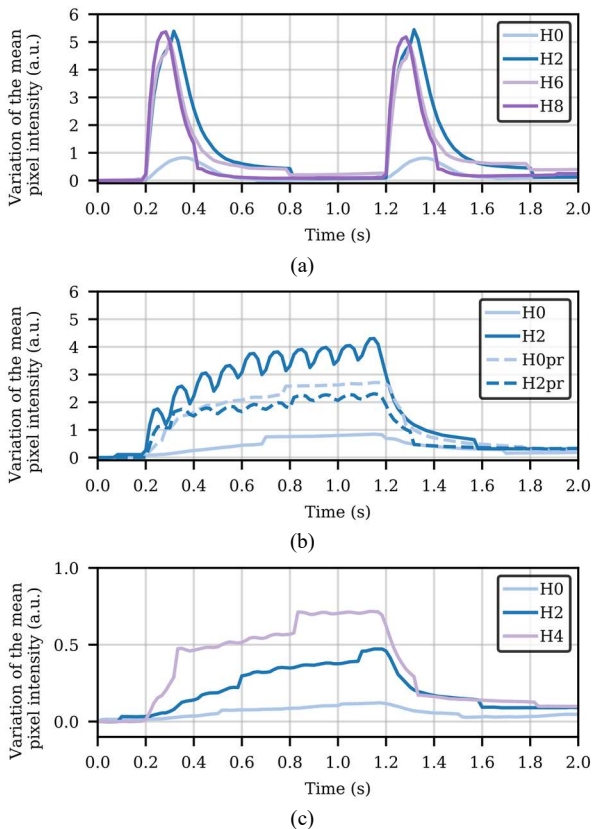 Variation of the mean
pixel intensity (a.u.)
6
5
4
3
2
1
0
H0
H2
H6
H8
0.0 0.2 0.4 0.6 0.8 1.0 1.2 1.4 1.6 1.8 2.0
Time (s)
(a)
Variation of the mean
pixel intensity (a.u.)
6
5
4
3
2
1
0
H0
H2
H0pr
H2pr
0.0 0.2 0.4 0.6 0.8 1.0 1.2 1.4 1.6 1.8 2.0
Time (s)
(b)
Variation of the mean
pixel intensity (a.u.)
1.0
0.5
0.0
H0
H2
H4
0.0 0.2 0.4 0.6 0.8 1.0 1.2 1.4 1.6 1.8 2.0
Time (s)
(c)